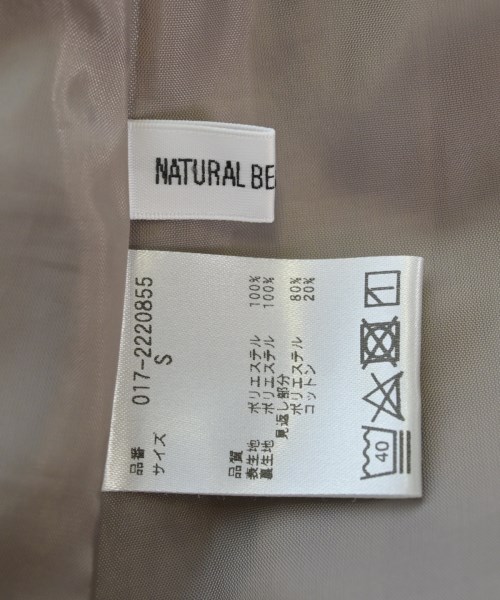 NATURAL BE
品番 017-2220855
サイズ S
品質
表生地 ポリエステル 100%
裏生地 ポリエステル 100%
見返し部分
ポリエステル 80%
コットン 20%
40